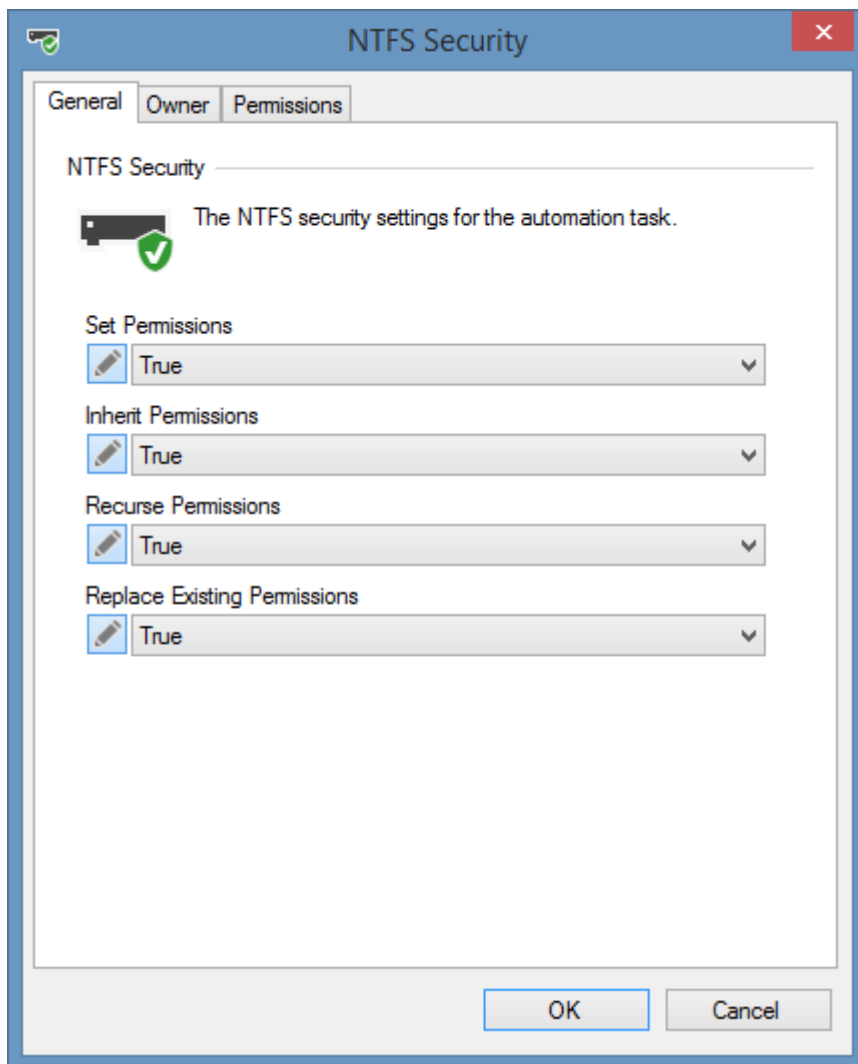 NTFS Security
General Owner Permissions
NTFS Security
The NTFS security settings for the automation task.
Set Permissions
True
Inherit Permissions
True
Recurse Permissions
True
Replace Existing Permissions
True
OK Cancel